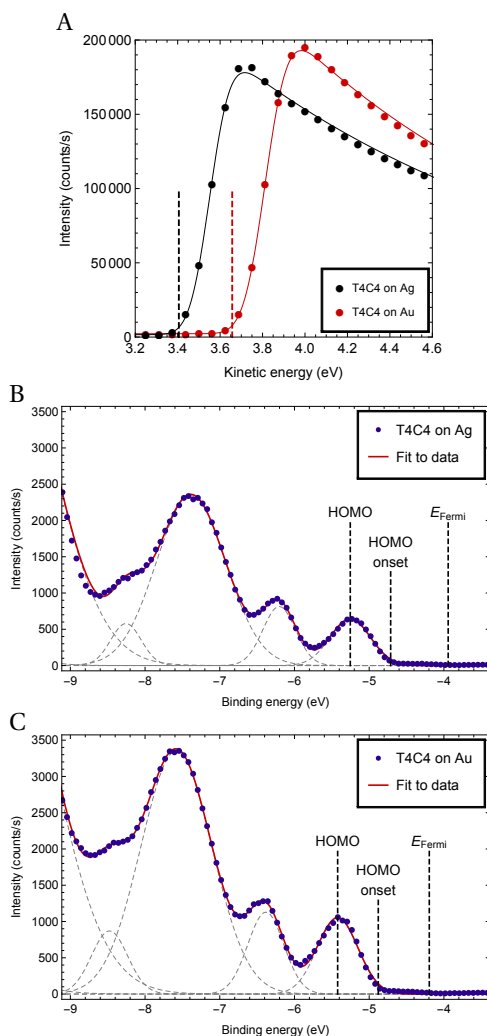 A
200 000
150 000
100 000
50 000
0
Intensity (counts/s)
T4C4 on Ag
T4C4 on Au
3.2 3.4 3.6 3.8 4.0 4.2 4.4 4.6
Kinetic energy (eV)
B
3500
3000
2500
2000
1500
1000
500
0
Intensity (counts/s)
T4C4 on Ag
Fit to data
HOMO
HOMO
onset
EFermi
−9 −8 −7 −6 −5 −4
Binding energy (eV)
C
3500
3000
2500
2000
1500
1000
500
0
Intensity (counts/s)
T4C4 on Au
Fit to data
HOMO
HOMO
onset
EFermi
−9 −8 −7 −6 −5 −4
Binding energy (eV)